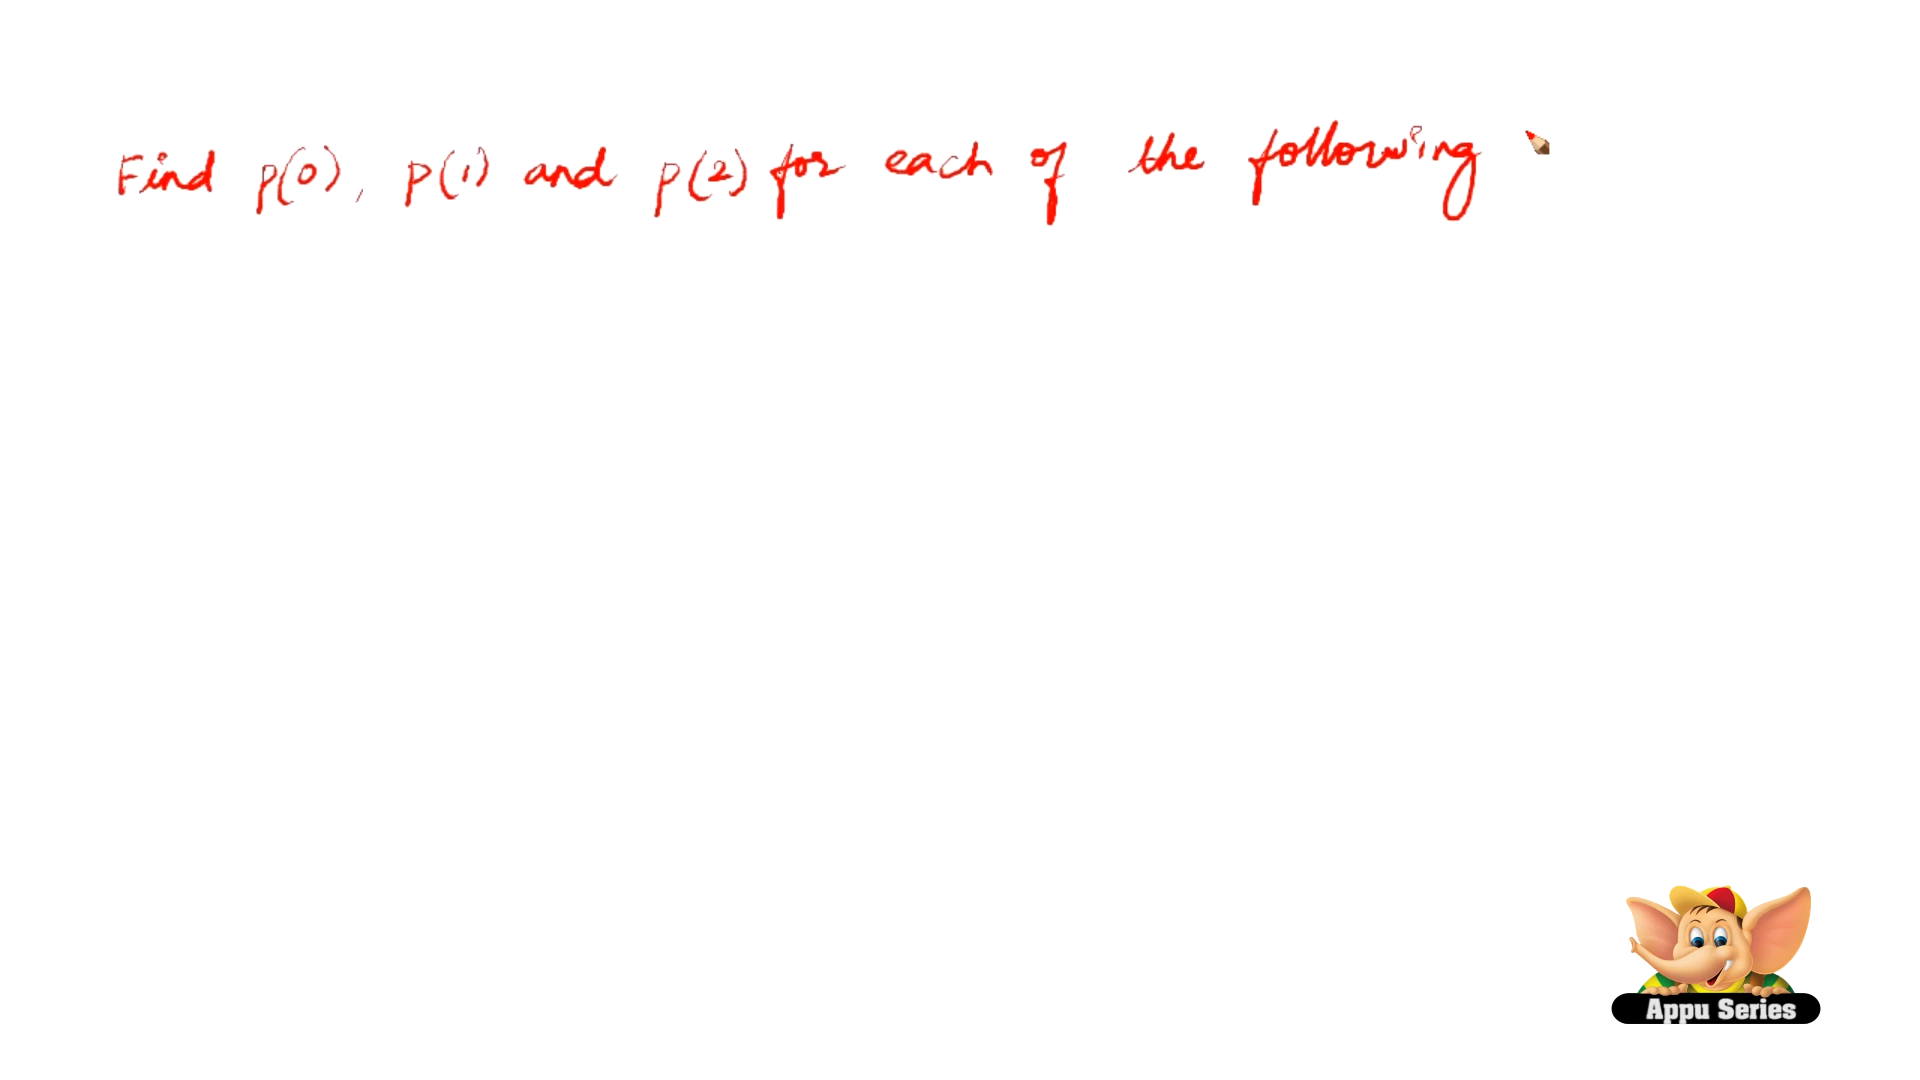 Find p(0), p(1) and p(2) for each of the following
Appu Series